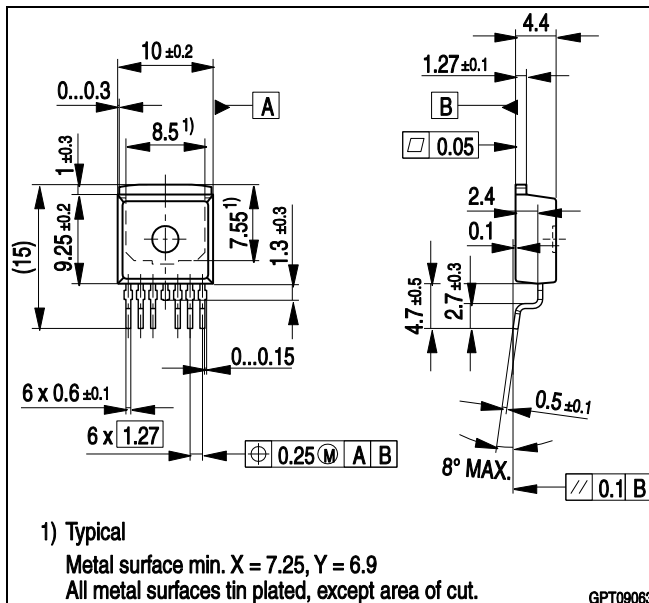 4.4
10 ±0.2
1.27 ±0.1
0...0.3
A
B
8.5 1)
0.05
1 ±0.3
2.4
7.55 1)
1.3 ±0.3
9.25 ±0.2
(15)
0.1
4.7 ±0.5
2.7 ±0.3
0...0.15
6 x 0.6 ±0.1
0.5 ±0.1
6 x 1.27
0.25 Ⓜ A B
8° MAX.
// 0.1 B
1) Typical
Metal surface min. X = 7.25, Y = 6.9
All metal surfaces tin plated, except area of cut.
GPT09063